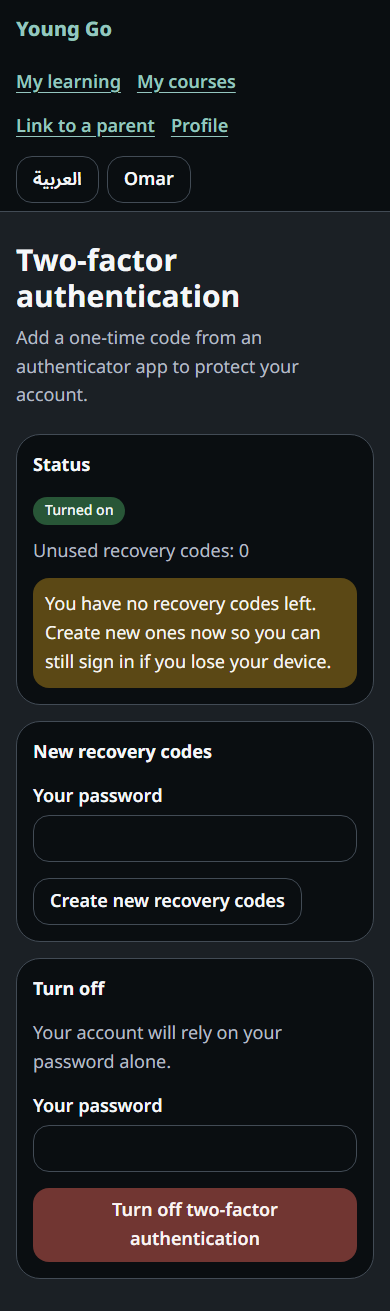 Young Go
My learning My courses
Link to a parent Profile
العربية Omar
Two-factor
authentication
Add a one-time code from an
authenticator app to protect your
account.
Status
Turned on
Unused recovery codes: 0
You have no recovery codes left.
Create new ones now so you can
still sign in if you lose your device.
New recovery codes
Your password
Create new recovery codes
Turn off
Your account will rely on your
password alone.
Your password
Turn off two-factor
authentication